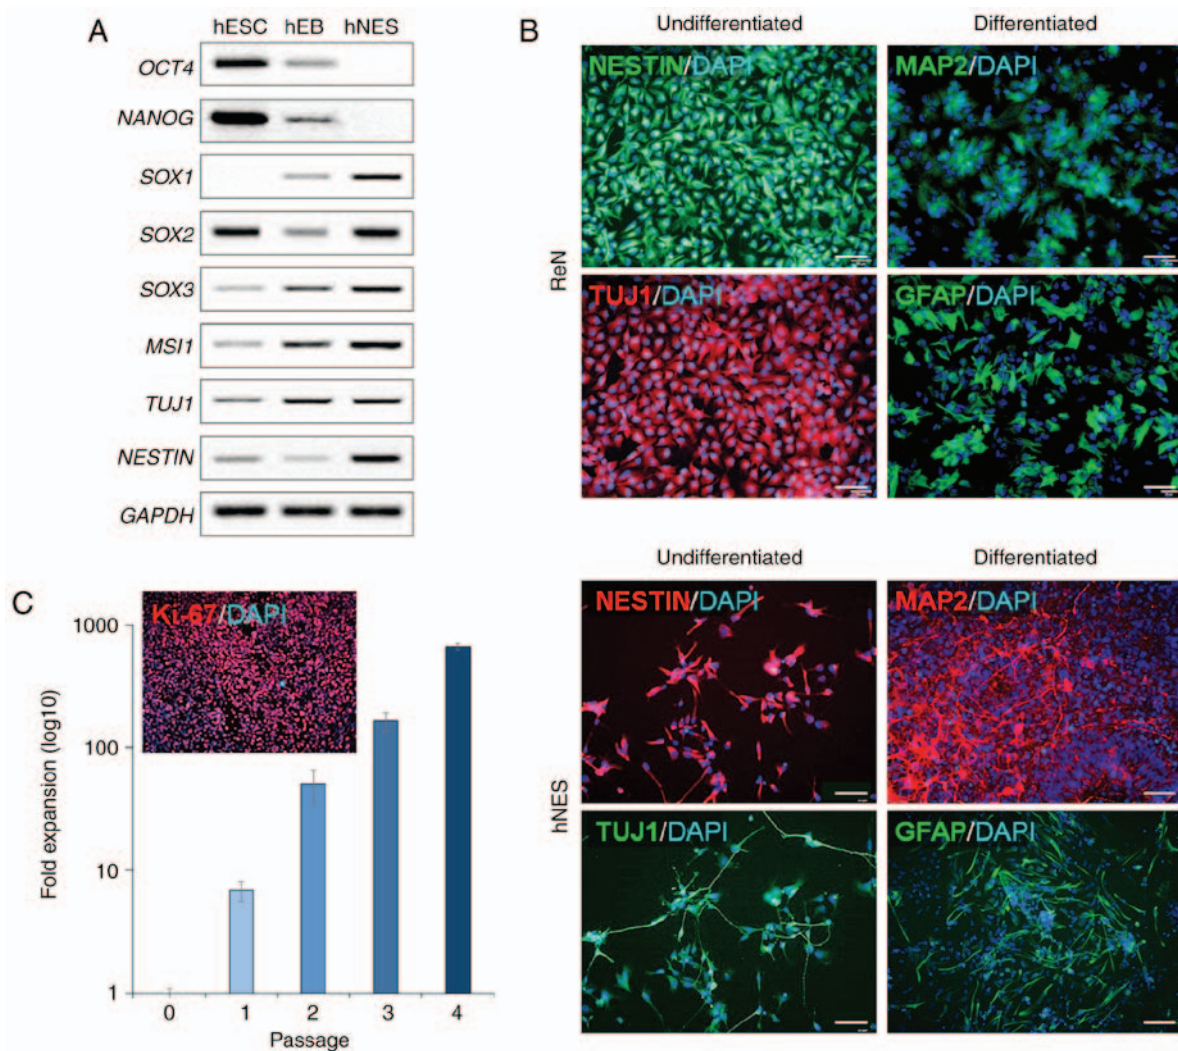 A
hESC hEB hNES
OCT4
NANOG
SOX1
SOX2
SOX3
MSI1
TUJ1
NESTIN
GAPDH
B
Undifferentiated Differentiated
ReN
NESTIN/DAPI
MAP2/DAPI
TUJ1/DAPI
GFAP/DAPI
Undifferentiated Differentiated
hNES
NESTIN/DAPI
MAP2/DAPI
TUJ1/DAPI
GFAP/DAPI
C
Ki-67/DAPI
Fold expansion (log10)
1000
100
10
1
0 1 2 3 4
Passage